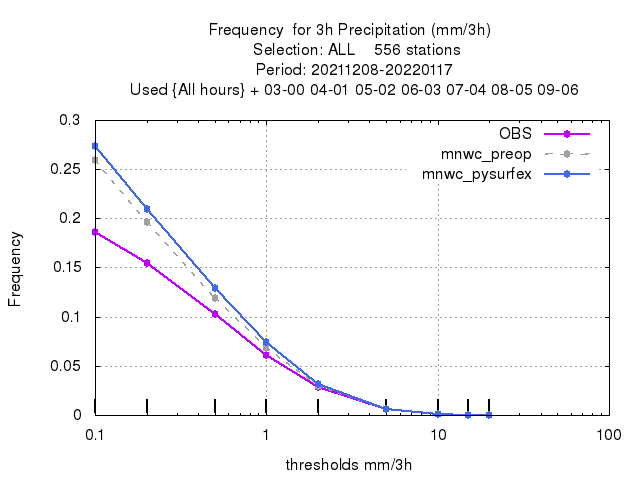 Frequency  for 3h Precipitation (mm/3h)
Selection: ALL    556 stations
Period: 20211208-20220117
Used {All hours} + 03-00 04-01 05-02 06-03 07-04 08-05 09-06
OBS
mnwc_preop
mnwc_pysurfex
0.3
0.25
0.2
0.15
0.1
0.05
0
Frequency
0.1 1 10 100
thresholds mm/3h